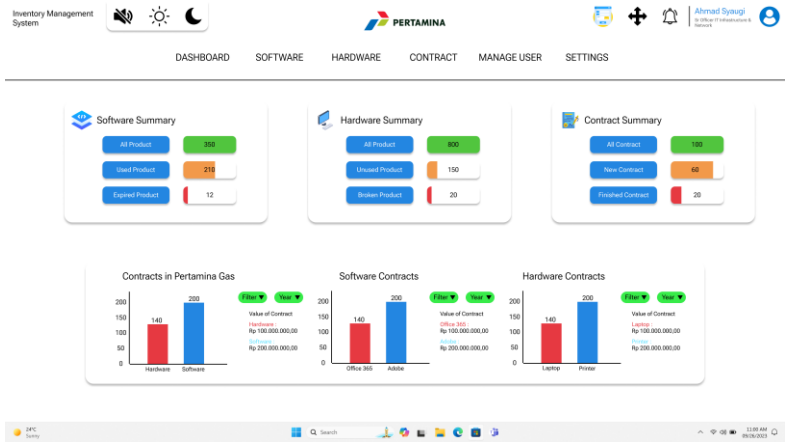 Inventory Management
System
PERTAMINA
Ahmad Syaugi
Sr Officer IT Infrastructure &
Network
DASHBOARD SOFTWARE HARDWARE CONTRACT MANAGE USER SETTINGS
Software Summary
All Product 350
Used Product 210
Expired Product 12
Hardware Summary
All Product 800
Unused Product 150
Broken Product 20
Contract Summary
All Contract 100
New Contract 60
Finished Contract 20
Contracts in Pertamina Gas
Filter ▼ Year ▼
200
150
100
50
0
140
200
Hardware Software
Value of Contract
Hardware :
Rp 100.000.000,00
Software :
Rp 200.000.000,00
Software Contracts
Filter ▼ Year ▼
200
150
100
50
0
140
200
Office 365 Adobe
Value of Contract
Office 365 :
Rp 100.000.000,00
Adobe :
Rp 200.000.000,00
Hardware Contracts
Filter ▼ Year ▼
200
150
100
50
0
140
200
Laptop Printer
Value of Contract
Laptop :
Rp 100.000.000,00
Printer :
Rp 200.000.000,00
24°C
Sunny
Search
11:00 AM
09/28/2023